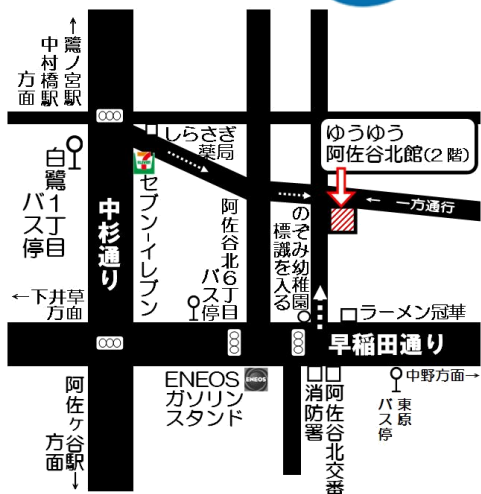 ↑
鷺ノ宮駅
中村橋駅
方面
しらさぎ
薬局
ゆうゆう
阿佐谷北館(2階)
白鷺1丁目
バス停
セブン-イレブン
中杉通り
← 一方通行
阿佐谷北6丁目
バス停
のぞみ幼稚園
標識を入る
←下井草
方面
ラーメン冠華
早稲田通り
ENEOS
ガソリン
スタンド
ENEOS
消防署
阿佐谷北交番
中野方面→
東原
バス停
阿佐ヶ谷駅
方面
↓